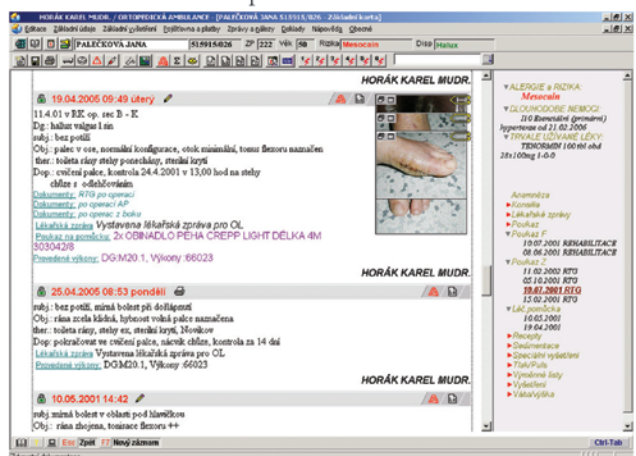 HORÁK KAREL MUDR. / ORTOPEDICKÁ AMBULANCE - [PALEČKOVÁ JANA 515915/026 - Základní karta]
Editace Základní údaje Základní vyšetření Pojišťovna a platby Zprávy a nálezy Doklady Nápověda Obecné
PALEČKOVÁ JANA 515915/026 ZP 222 Věk 50 Rizika Mesocain Disp Halux
HORÁK KAREL MUDR.
19.04.2005 09:49 úterý
11.4.01 v RK op. sec B - K
Dg.: hallux valgus l sin
subj.: bez potíží
Obj.: palec v ose, normální konfigurace, otok minimální, tonus flexoru naznačen
ther.: toileta rány stehy ponechány, sterilní krytí
Dop.: cvičení palce, kontrola 24.4.2001 v 13,00 hod na stehy
chůze s odlehčováním
Dokumenty: RTG po operaci
Dokumenty: po operaci AP
Dokumenty: po operac z boku
Lékařská zpráva Vystavena lékařská zpráva pro OL
Poukaz na pomůcku: 2x OBINADLO PEHA CREPP LIGHT DÉLKA 4M
303042/8
Provedené výkony: DG:M20.1, Výkony :66023
HORÁK KAREL MUDR.
25.04.2005 08:53 pondělí
subj.: bez potíží, mírná bolest při došlápnutí
Obj.: rána zcela klidná, hybnost volná palce naznačena
ther.: toileta rány, stehy ex, sterilní krytí, Novikov
Dop: pokračovat ve cvičení palce, nácvik chůze, kontrola za 14 dní
Lékařská zpráva Vystavena lékařská zpráva pro OL
Provedené výkony: DG:M20.1, Výkony :66023
HORÁK KAREL MUDR.
10.05.2001 14:42
subj.:mírná bolest v oblasti pod hlavičkou
Obj.: rána zhojena, tonisace flexoru ++
ALERGIE a RIZIKA:
Mesocain
DLOUHODOBÉ NEMOCI:
I10 Esenciální (primární)
hypertenze od 21.02.2006
TRVALE UŽÍVANÉ LÉKY:
TENORMIN 100 tbl obd
28x100mg 1-0-0
Anamnéza
Konsilia
Lékařské zprávy
Poukaz
Poukaz F
10.07.2001 REHABILITACE
08.06.2001 REHABILITACE
Poukaz Z
11.02.2002 RTG
05.10.2001 RTG
10.07.2001 RTG
15.02.2001 RTG
Léč.pomůcka
10.05.2001
19.04.2001
Recepty
Sedimentace
Speciální vyšetření
Tlak/Puls
Výměnné listy
Vyšetření
Váha/výška
Esc Zpět F7 Nový záznam Ctrl-Tab